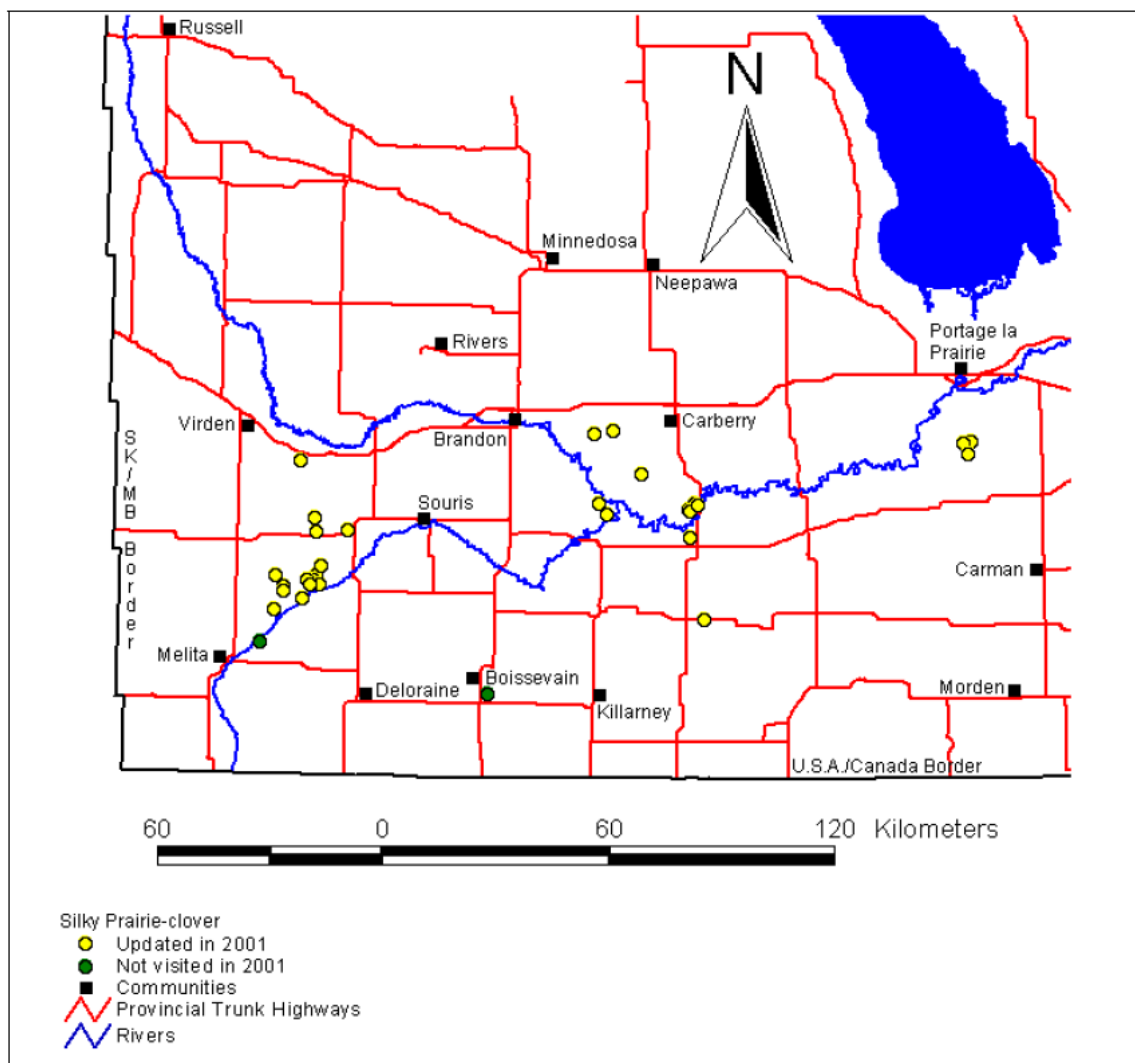 Russell
N
Minnedosa
Neepawa
Rivers
Portage la
Prairie
Virden
Brandon
Carberry
SK/MB Border
Souris
Carman
Melita
Boissevain
Deloraine
Killarney
Morden
U.S.A./Canada Border
60 0 60 120 Kilometers
Silky Prairie-clover
Updated in 2001
Not visited in 2001
Communities
Provincial Trunk Highways
Rivers